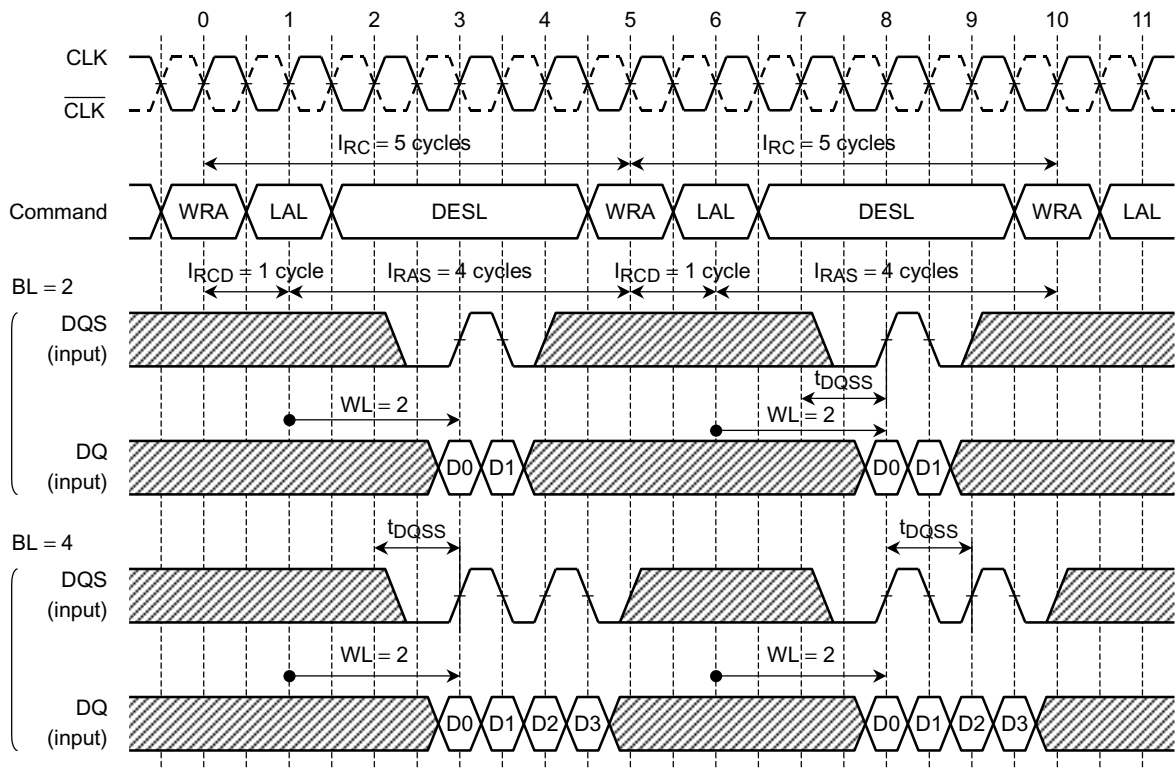 0 1 2 3 4 5 6 7 8 9 10 11
CLK
CLK
IRC = 5 cycles IRC = 5 cycles
Command WRA LAL DESL WRA LAL DESL WRA LAL
IRCD = 1 cycle IRAS = 4 cycles IRCD = 1 cycle IRAS = 4 cycles
BL = 2
DQS
(input)
tDQSS
WL = 2 WL = 2
DQ
(input)
D0 D1 D0 D1
BL = 4
tDQSS tDQSS
DQS
(input)
WL = 2 WL = 2
DQ
(input)
D0 D1 D2 D3 D0 D1 D2 D3